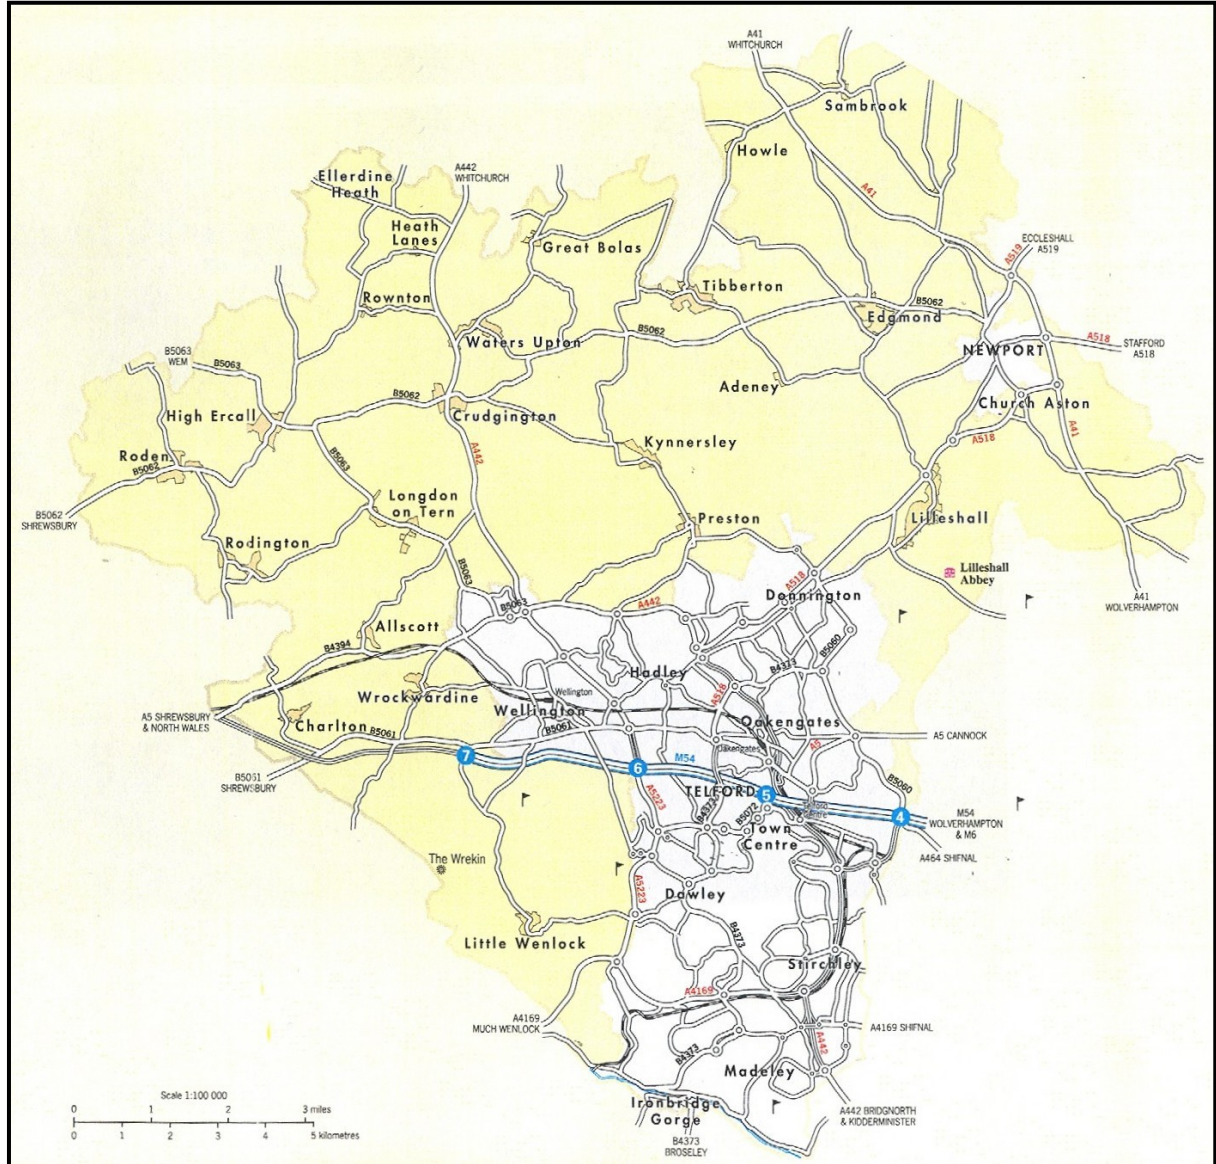 A41
WHITCHURCH
Sambrook
Howle
A41
Ellerdine
Heath
A442
WHITCHURCH
Heath
Lanes
Great Bolas
ECCLESHALL
A519
A519
Rownton
Tibberton
B5062
Edgmond
Waters Upton
B5062
NEWPORT
A518
STAFFORD
A518
B5063
WEM
B5063
Adeney
B5062
Church Aston
High Ercall
Crudgington
A41
A518
Kynnersley
A442
Roden
B5062
B5063
Longdon
on Tern
Preston
Lilleshall
B5062
SHREWSBURY
Rodington
Lilleshall
Abbey
B5063
A518
Donnington
A41
WOLVERHAMPTON
B5063
A442
Allscott
B4394
B5060
Hadley
B4373
Wrockwardine
Wellington
Wellington
A518
A5 SHREWSBURY
& NORTH WALES
Charlton
B5061
B5061
Oakengates
Oakengates
A5
A5 CANNOCK
7
6
M54
B5061
SHREWSBURY
TELFORD
5
B5060
A5223
B4373
B5072
Telford
Centre
4
M54
WOLVERHAMPTON
& M6
Town
Centre
A464 SHIFNAL
The Wrekin
A5223
Dawley
B4373
Little Wenlock
Stirchley
A4169
A4169
MUCH WENLOCK
A4169 SHIFNAL
A442
B4373
Madeley
Ironbridge
Gorge
A442 BRIDGNORTH
& KIDDERMINISTER
B4373
BROSELEY
Scale 1:100 000
0 1 2 3 miles
0 1 2 3 4 5 kilometres